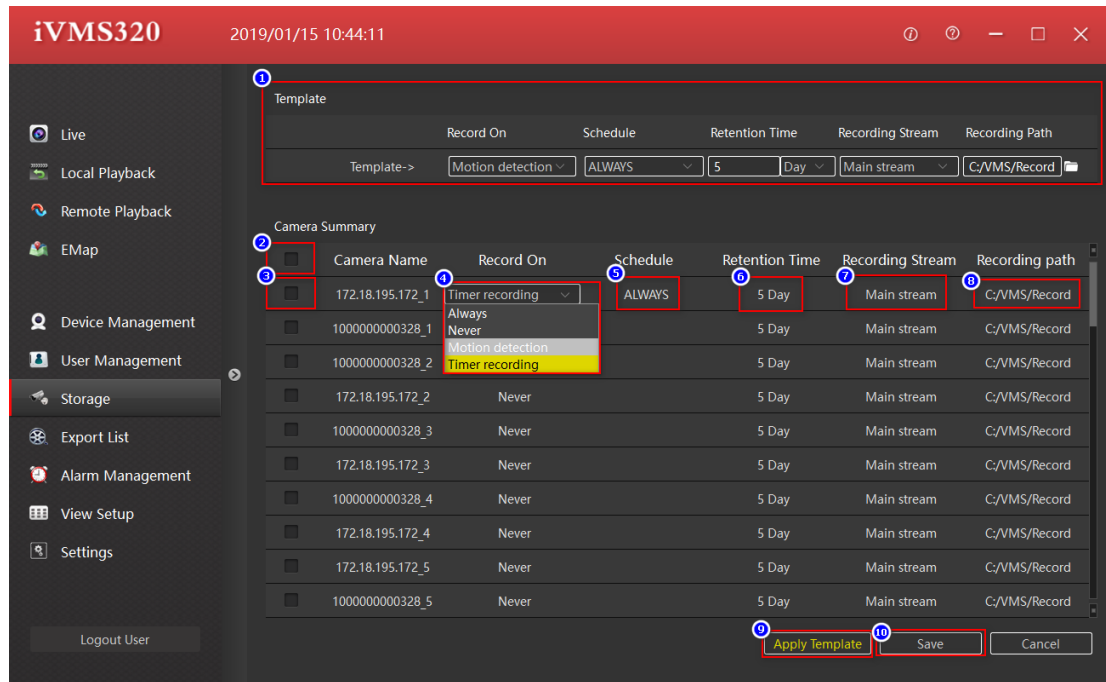 iVMS320 2019/01/15 10:44:11
1
Template
Record On Schedule Retention Time Recording Stream Recording Path
Template-> Motion detection ALWAYS 5 Day Main stream C:/VMS/Record
Live
Local Playback
Remote Playback
EMap
Device Management
User Management
Storage
Export List
Alarm Management
View Setup
Settings
Logout User
Camera Summary
2
Camera Name Record On Schedule Retention Time Recording Stream Recording path
3 4 5 6 7 8
172.18.195.172_1 Timer recording ALWAYS 5 Day Main stream C:/VMS/Record
Always
Never
Motion detection
Timer recording
1000000000328_1 5 Day Main stream C:/VMS/Record
1000000000328_2 5 Day Main stream C:/VMS/Record
172.18.195.172_2 Never 5 Day Main stream C:/VMS/Record
1000000000328_3 Never 5 Day Main stream C:/VMS/Record
172.18.195.172_3 Never 5 Day Main stream C:/VMS/Record
1000000000328_4 Never 5 Day Main stream C:/VMS/Record
172.18.195.172_4 Never 5 Day Main stream C:/VMS/Record
172.18.195.172_5 Never 5 Day Main stream C:/VMS/Record
1000000000328_5 Never 5 Day Main stream C:/VMS/Record
9 10
Apply Template Save Cancel